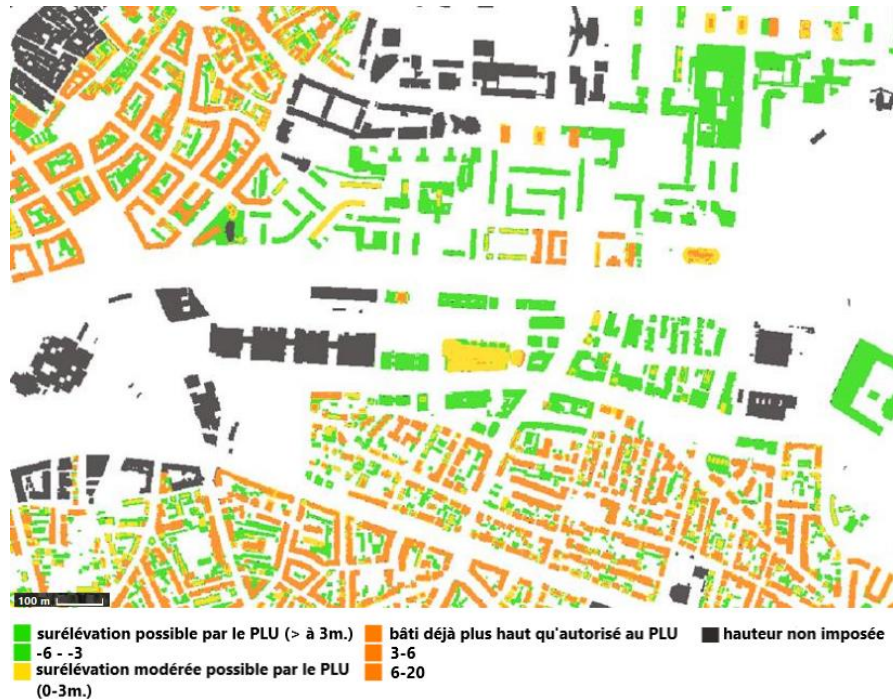 100 m
surélévation possible par le PLU (> à 3m.)
-6 - -3
surélévation modérée possible par le PLU
(0-3m.)
bâti déjà plus haut qu'autorisé au PLU
3-6
6-20
hauteur non imposée